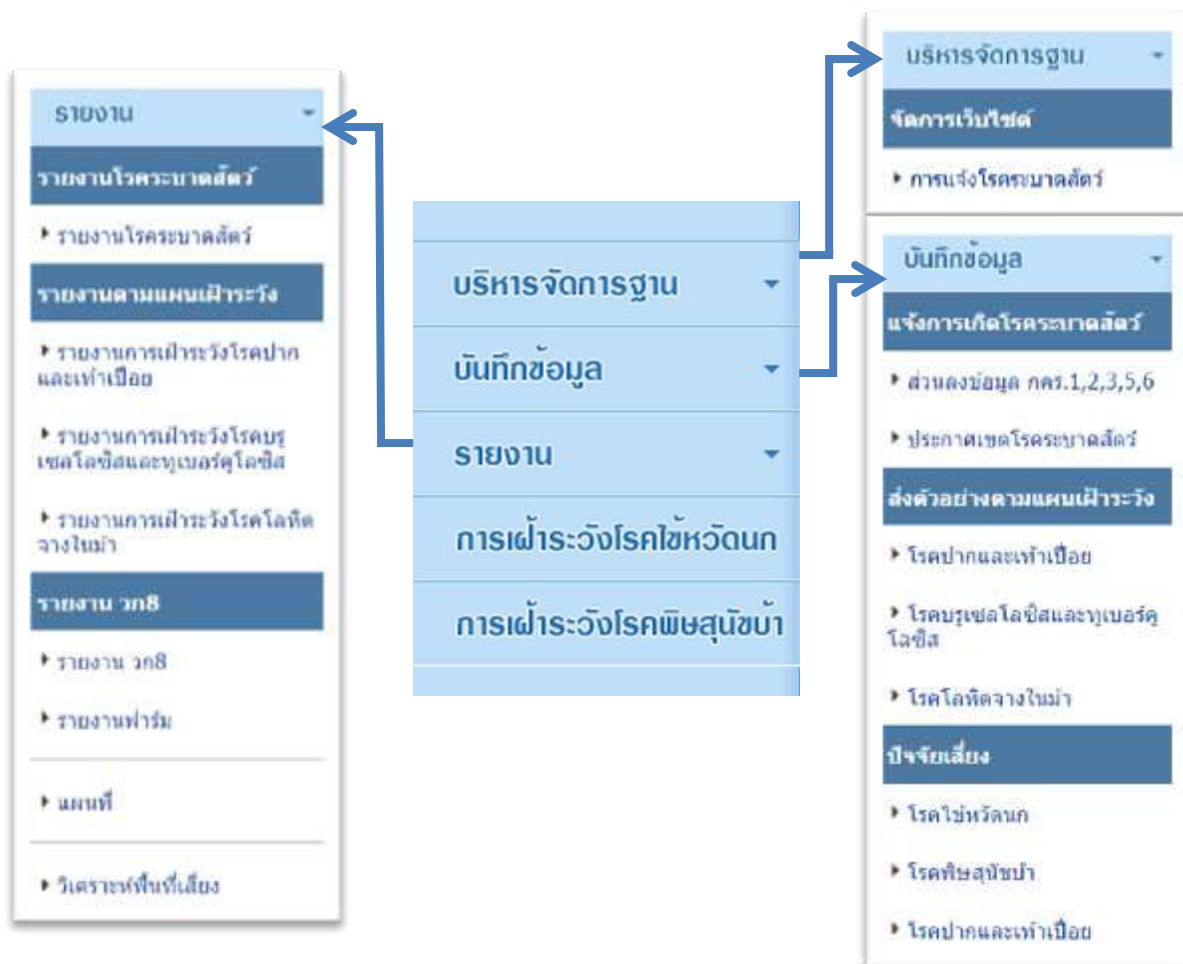 รายงาน
รายงานโรคระบาดสัตว์
รายงานโรคระบาดสัตว์
รายงานตามแผนเฝ้าระวัง
รายงานการเฝ้าระวังโรคปาก
และเท้าเปื่อย
รายงานการเฝ้าระวังโรคบรู
เซลโลซิสและทูเบอร์คูโลซิส
รายงานการเฝ้าระวังโรคโลหิต
จางในม้า
รายงาน วก8
รายงาน วก8
รายงานฟาร์ม
แผนที่
วิเคราะห์พื้นที่เสี่ยง
บริหารจัดการฐาน
บันทึกข้อมูล
รายงาน
การเฝ้าระวังโรคไข้หวัดนก
การเฝ้าระวังโรคพิษสุนัขบ้า
บริหารจัดการฐาน
จัดการเว็บไซต์
การแจ้งโรคระบาดสัตว์
บันทึกข้อมูล
แจ้งการเกิดโรคระบาดสัตว์
ส่วนลงข้อมูล กคร.1,2,3,5,6
ประกาศเขตโรคระบาดสัตว์
ส่งตัวอย่างตามแผนเฝ้าระวัง
โรคปากและเท้าเปื่อย
โรคบรูเซลโลซิสและทูเบอร์คู
โลซิส
โรคโลหิตจางในม้า
ปัจจัยเสี่ยง
โรคไข้หวัดนก
โรคพิษสุนัขบ้า
โรคปากและเท้าเปื่อย